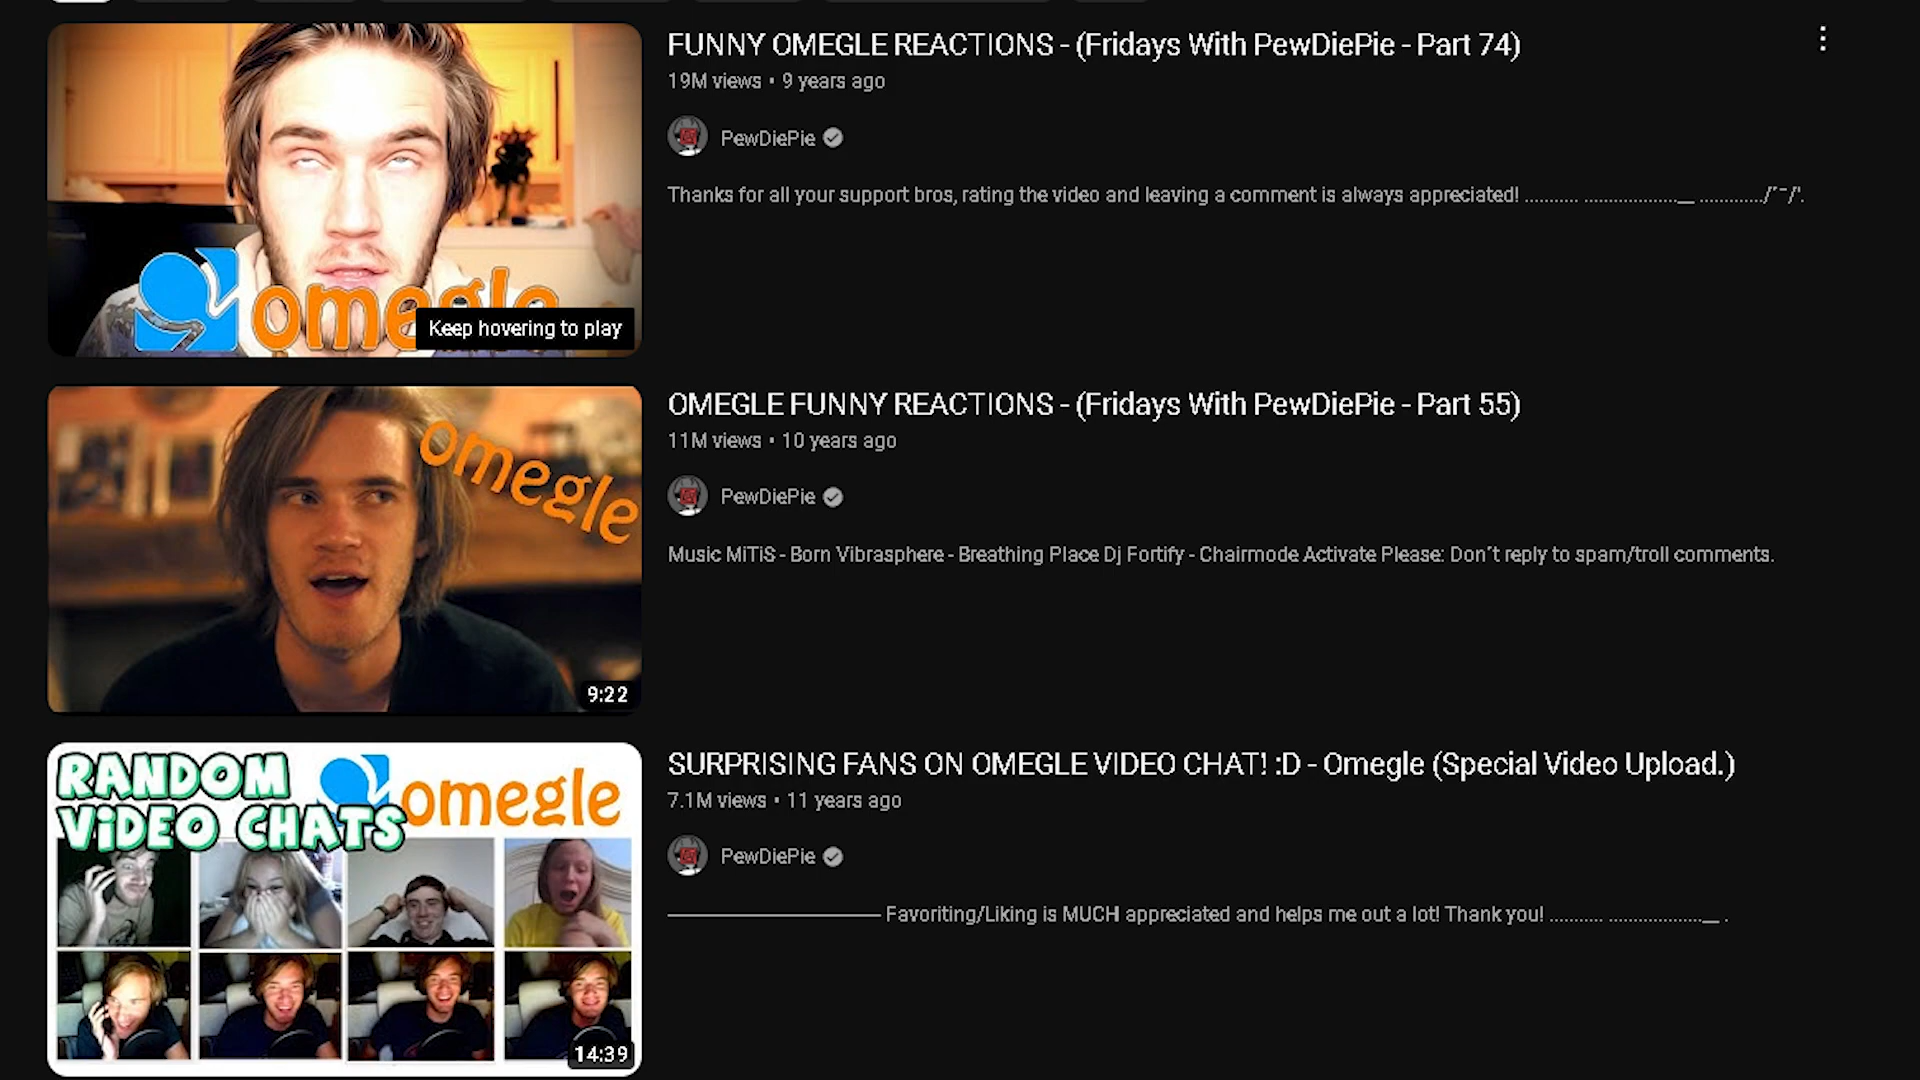 FUNNY OMEGLE REACTIONS - (Fridays With PewDiePie - Part 74)
19M views • 9 years ago
PewDiePie
Thanks for all your support bros, rating the video and leaving a comment is always appreciated! ........... ...................__ ............./´¯/'.
omegle
Keep hovering to play
OMEGLE FUNNY REACTIONS - (Fridays With PewDiePie - Part 55)
11M views • 10 years ago
PewDiePie
Music MiTiS - Born Vibrasphere - Breathing Place Dj Fortify - Chairmode Activate Please: Don´t reply to spam/troll comments.
omegle
9:22
SURPRISING FANS ON OMEGLE VIDEO CHAT! :D - Omegle (Special Video Upload.)
7.1M views • 11 years ago
PewDiePie
————————————— Favoriting/Liking is MUCH appreciated and helps me out a lot! Thank you! ........... ...................__ .
RANDOM
ViDEO CHATS
omegle
14:39